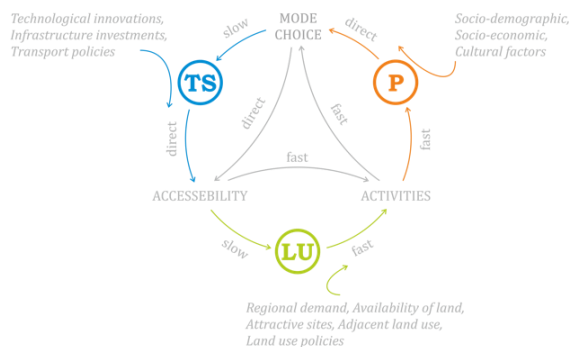 Technological innovations,
Infrastructure investments,
Transport policies
slow
MODE
CHOICE
direct
Socio-demographic,
Socio-economic,
Cultural factors
TS
P
direct
direct
fast
fast
fast
ACCESSEBILITY
ACTIVITIES
slow
LU
fast
Regional demand, Availability of land,
Attractive sites, Adjacent land use,
Land use policies